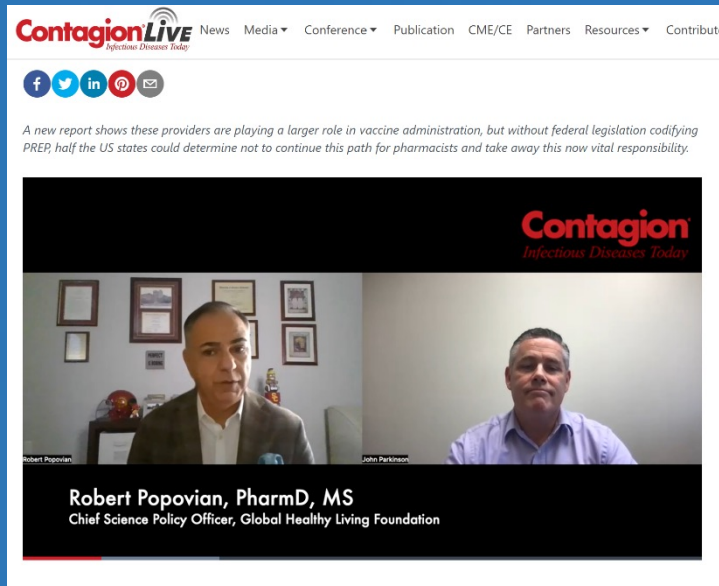 ContagionLIVE
Infectious Diseases Today
News Media Conference Publication CME/CE Partners Resources Contribut
A new report shows these providers are playing a larger role in vaccine administration, but without federal legislation codifying
PREP, half the US states could determine not to continue this path for pharmacists and take away this now vital responsibility.
Contagion
Infectious Diseases Today
Robert Popovian
John Parkinson
Robert Popovian, PharmD, MS
Chief Science Policy Officer, Global Healthy Living Foundation